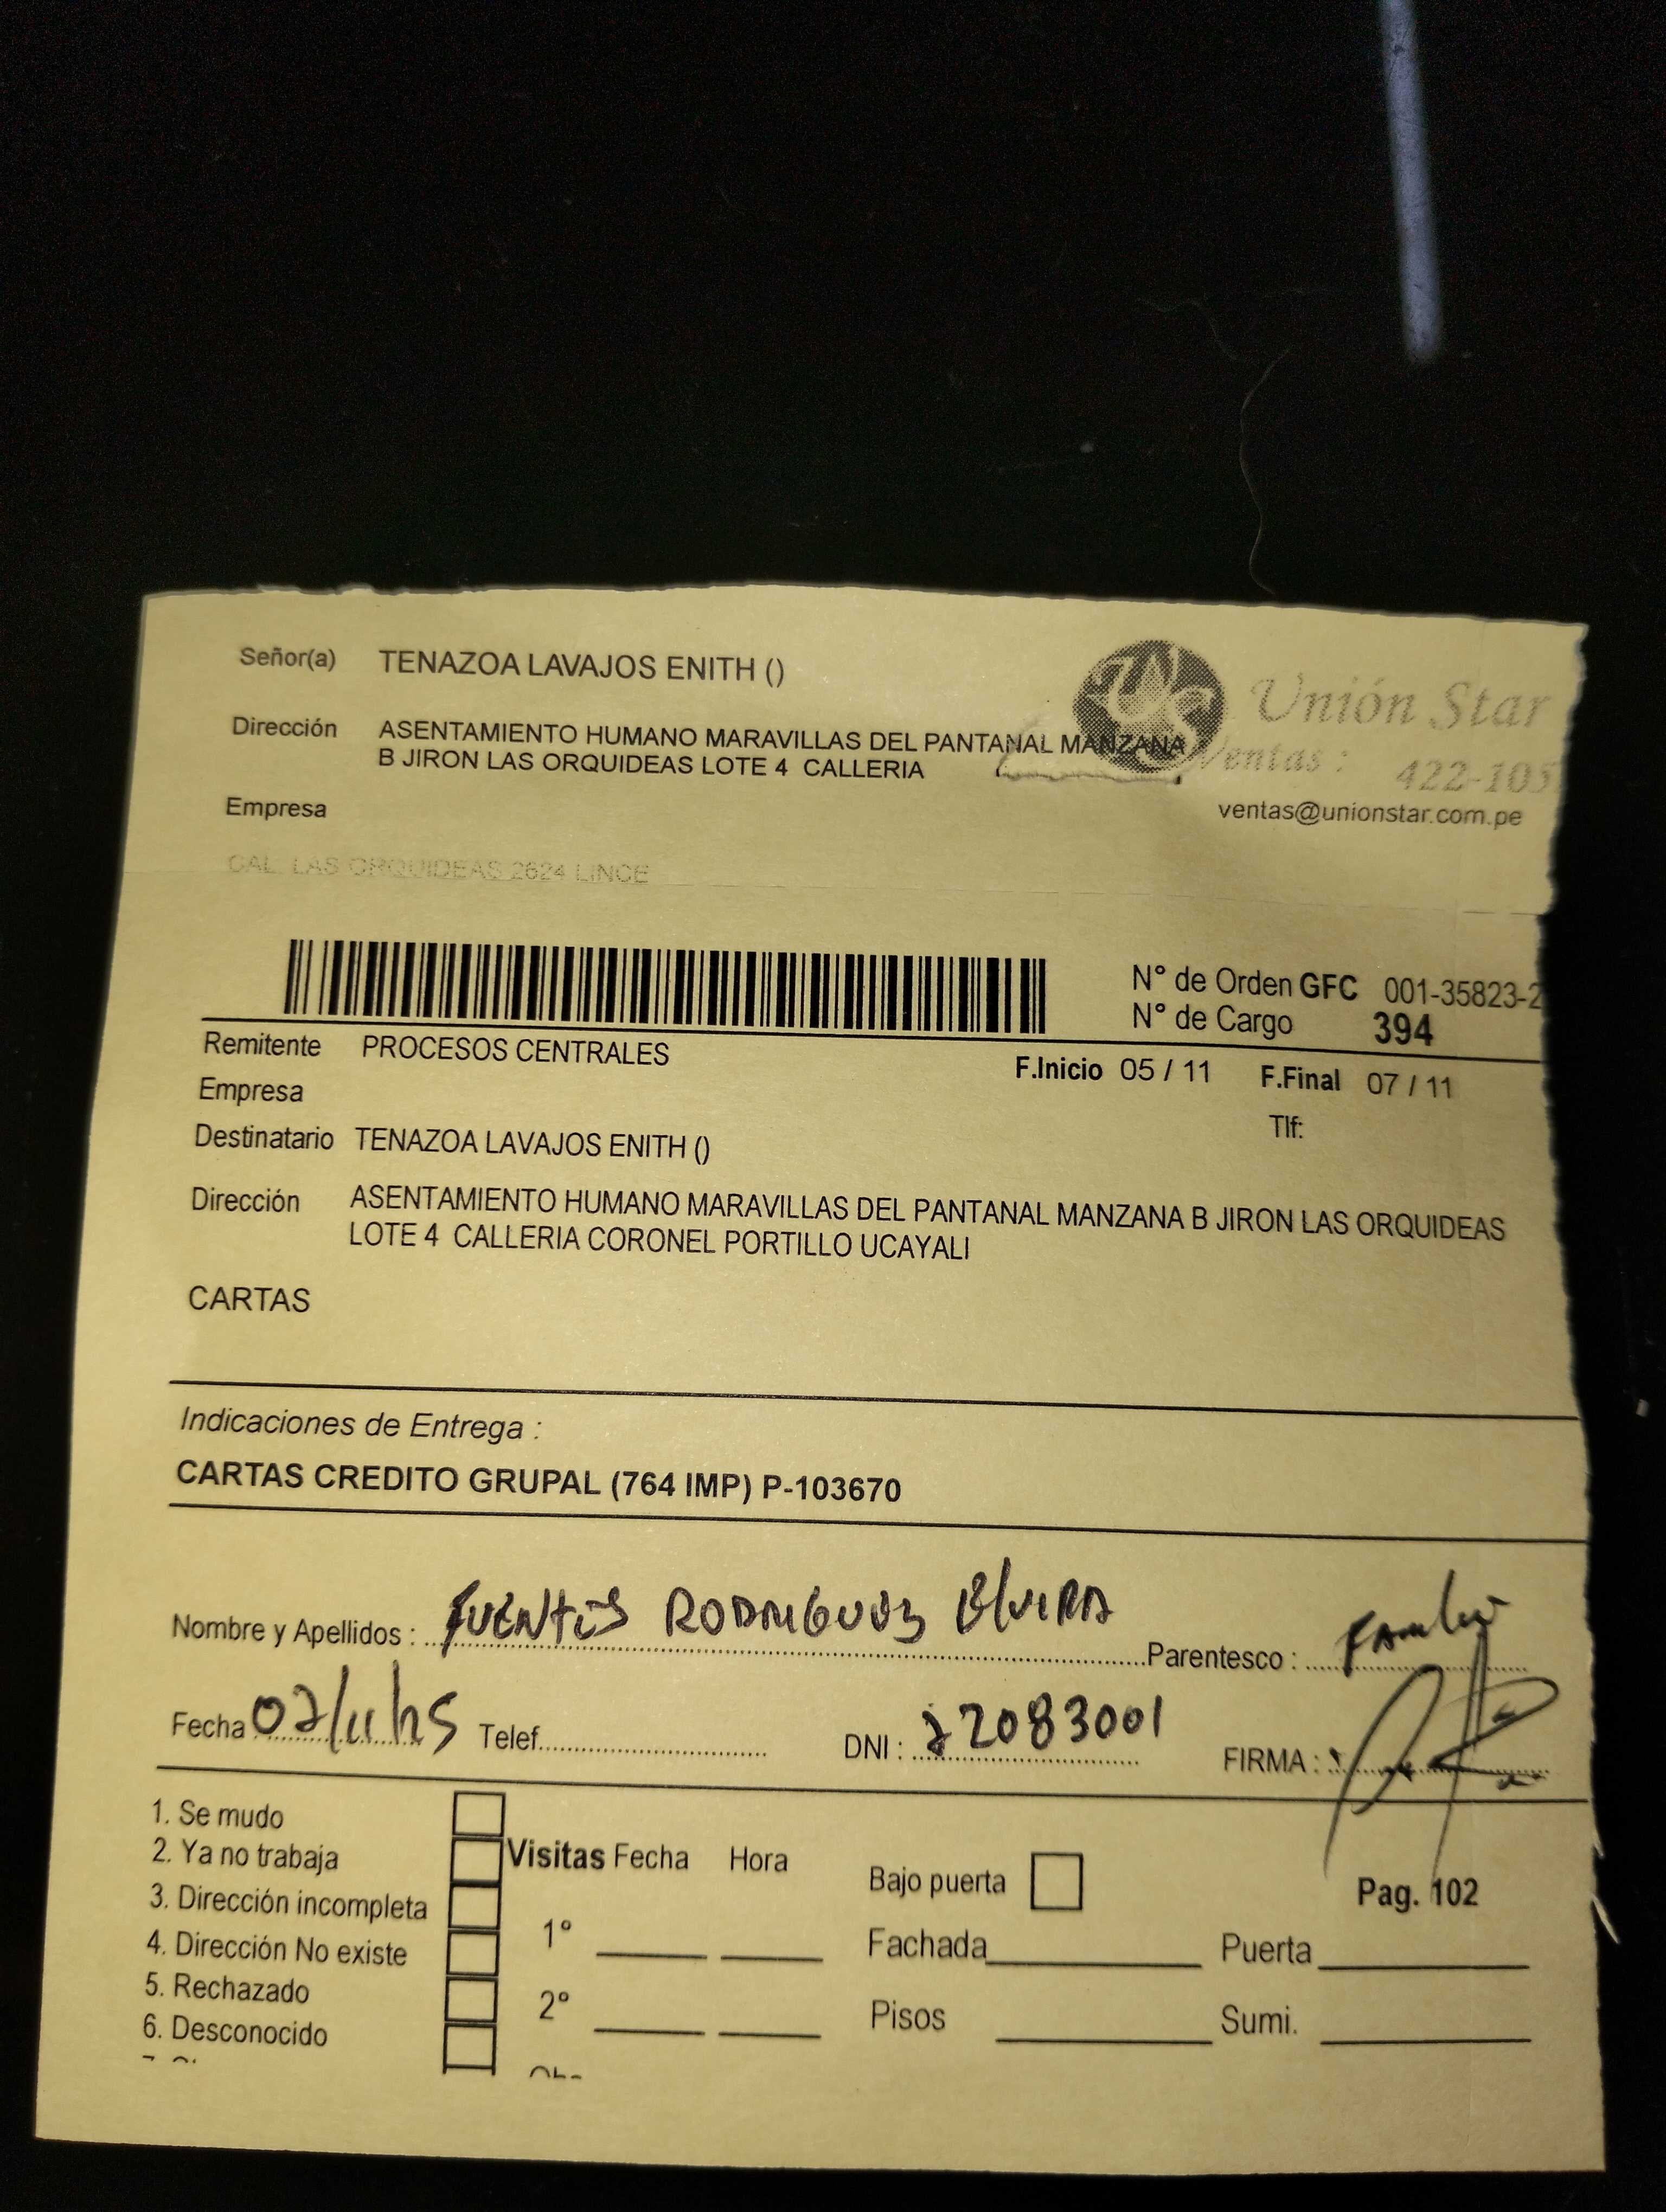 Señor(a) TENAZOA LAVAJOS ENITH ()
Unión Star
Dirección ASENTAMIENTO HUMANO MARAVILLAS DEL PANTANAL MANZANA
B JIRON LAS ORQUIDEAS LOTE 4 CALLERIA
Ventas : 422-103
Empresa
ventas@unionstar.com.pe
CAL. LAS ORQUIDEAS 2624 LINCE
N° de Orden GFC 001-35823-2
N° de Cargo 394
Remitente PROCESOS CENTRALES
F.Inicio 05 / 11 F.Final 07 / 11
Empresa
Tlf:
Destinatario TENAZOA LAVAJOS ENITH ()
Dirección ASENTAMIENTO HUMANO MARAVILLAS DEL PANTANAL MANZANA B JIRON LAS ORQUIDEAS
LOTE 4 CALLERIA CORONEL PORTILLO UCAYALI
CARTAS
Indicaciones de Entrega :
CARTAS CREDITO GRUPAL (764 IMP) P-103670
Nombre y Apellidos : FUENTES RODRIGUEZ ElvIRA Parentesco :
Fecha Telef. DNI : 22083001 FIRMA :
1. Se mudo
2. Ya no trabaja
3. Dirección incompleta
4. Dirección No existe
5. Rechazado
6. Desconocido
Visitas Fecha Hora
1°
2°
Bajo puerta
Pag. 102
Fachada Puerta
Pisos Sumi.